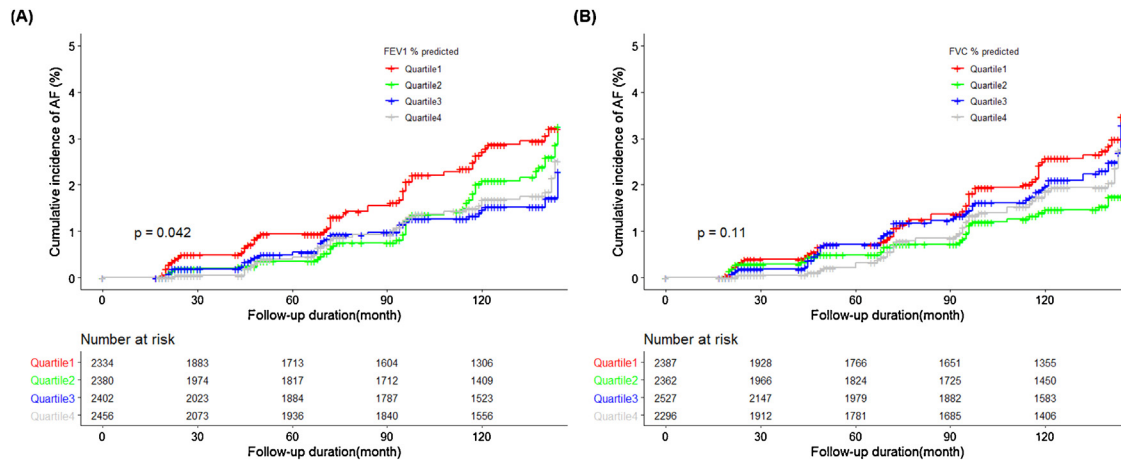 (A)
Cumulative incidence of AF (%)
5
4
3
2
1
0
FEV1 % predicted
Quartile1
Quartile2
Quartile3
Quartile4
p = 0.042
0 30 60 90 120
Follow-up duration(month)
Number at risk
Quartile1 2334 1883 1713 1604 1306
Quartile2 2380 1974 1817 1712 1409
Quartile3 2402 2023 1884 1787 1523
Quartile4 2456 2073 1936 1840 1556
0 30 60 90 120
Follow-up duration(month)
(B)
Cumulative incidence of AF (%)
5
4
3
2
1
0
FVC % predicted
Quartile1
Quartile2
Quartile3
Quartile4
p = 0.11
0 30 60 90 120
Follow-up duration(month)
Number at risk
Quartile1 2387 1928 1766 1651 1355
Quartile2 2362 1966 1824 1725 1450
Quartile3 2527 2147 1979 1882 1583
Quartile4 2296 1912 1781 1685 1406
0 30 60 90 120
Follow-up duration(month)